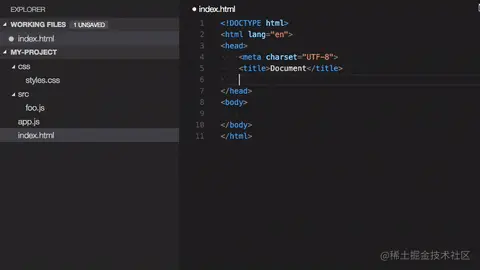 EXPLORER
WORKING FILES 1 UNSAVED
index.html
MY-PROJECT
css
styles.css
src
foo.js
app.js
index.html
index.html
1 <!DOCTYPE html>
2 <html lang="en">
3 <head>
4 <meta charset="UTF-8">
5 <title>Document</title>
6
7 </head>
8 <body>
9
10 </body>
11 </html>
@稀土掘金技术社区